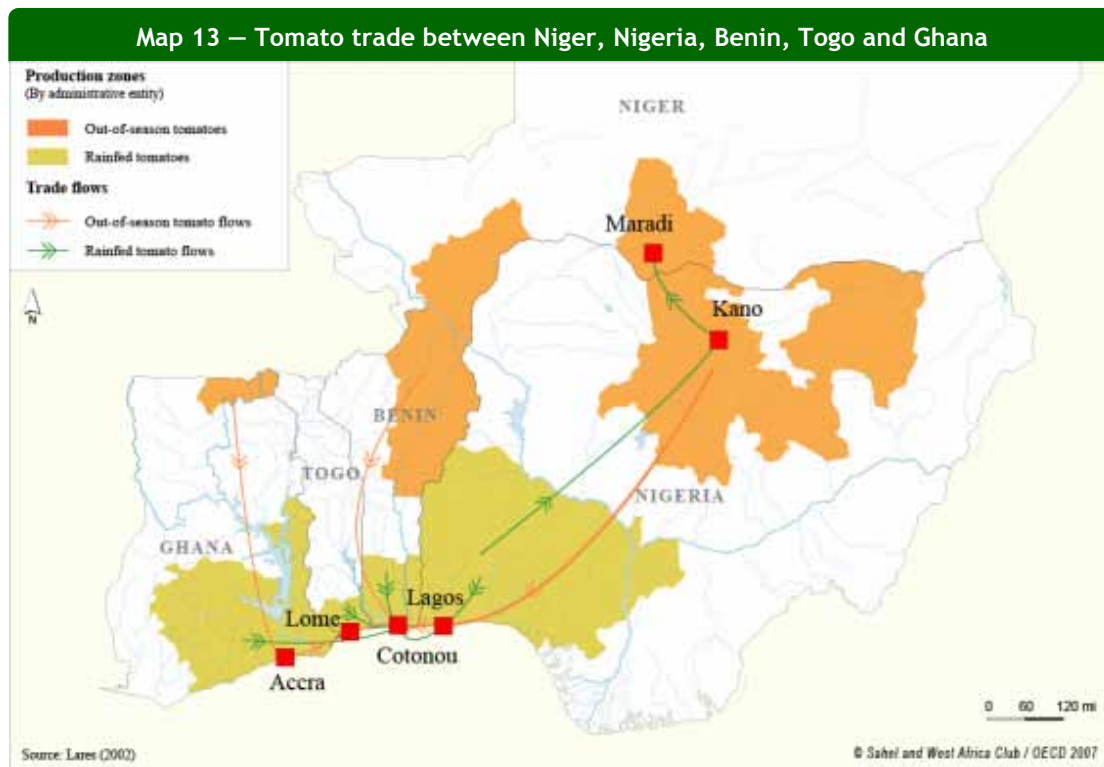 Map 13 — Tomato trade between Niger, Nigeria, Benin, Togo and Ghana
Production zones
(By administrative entity)
Out-of-season tomatoes
Rainfed tomatoes
Trade flows
Out-of-season tomato flows
Rainfed tomato flows
N
NIGER
Maradi
Kano
BENIN
TOGO
NIGERIA
GHANA
Lagos
Lome
Cotonou
Accra
0 60 120 mi
Source: Lares (2002)
© Sahel and West Africa Club / OECD 2007